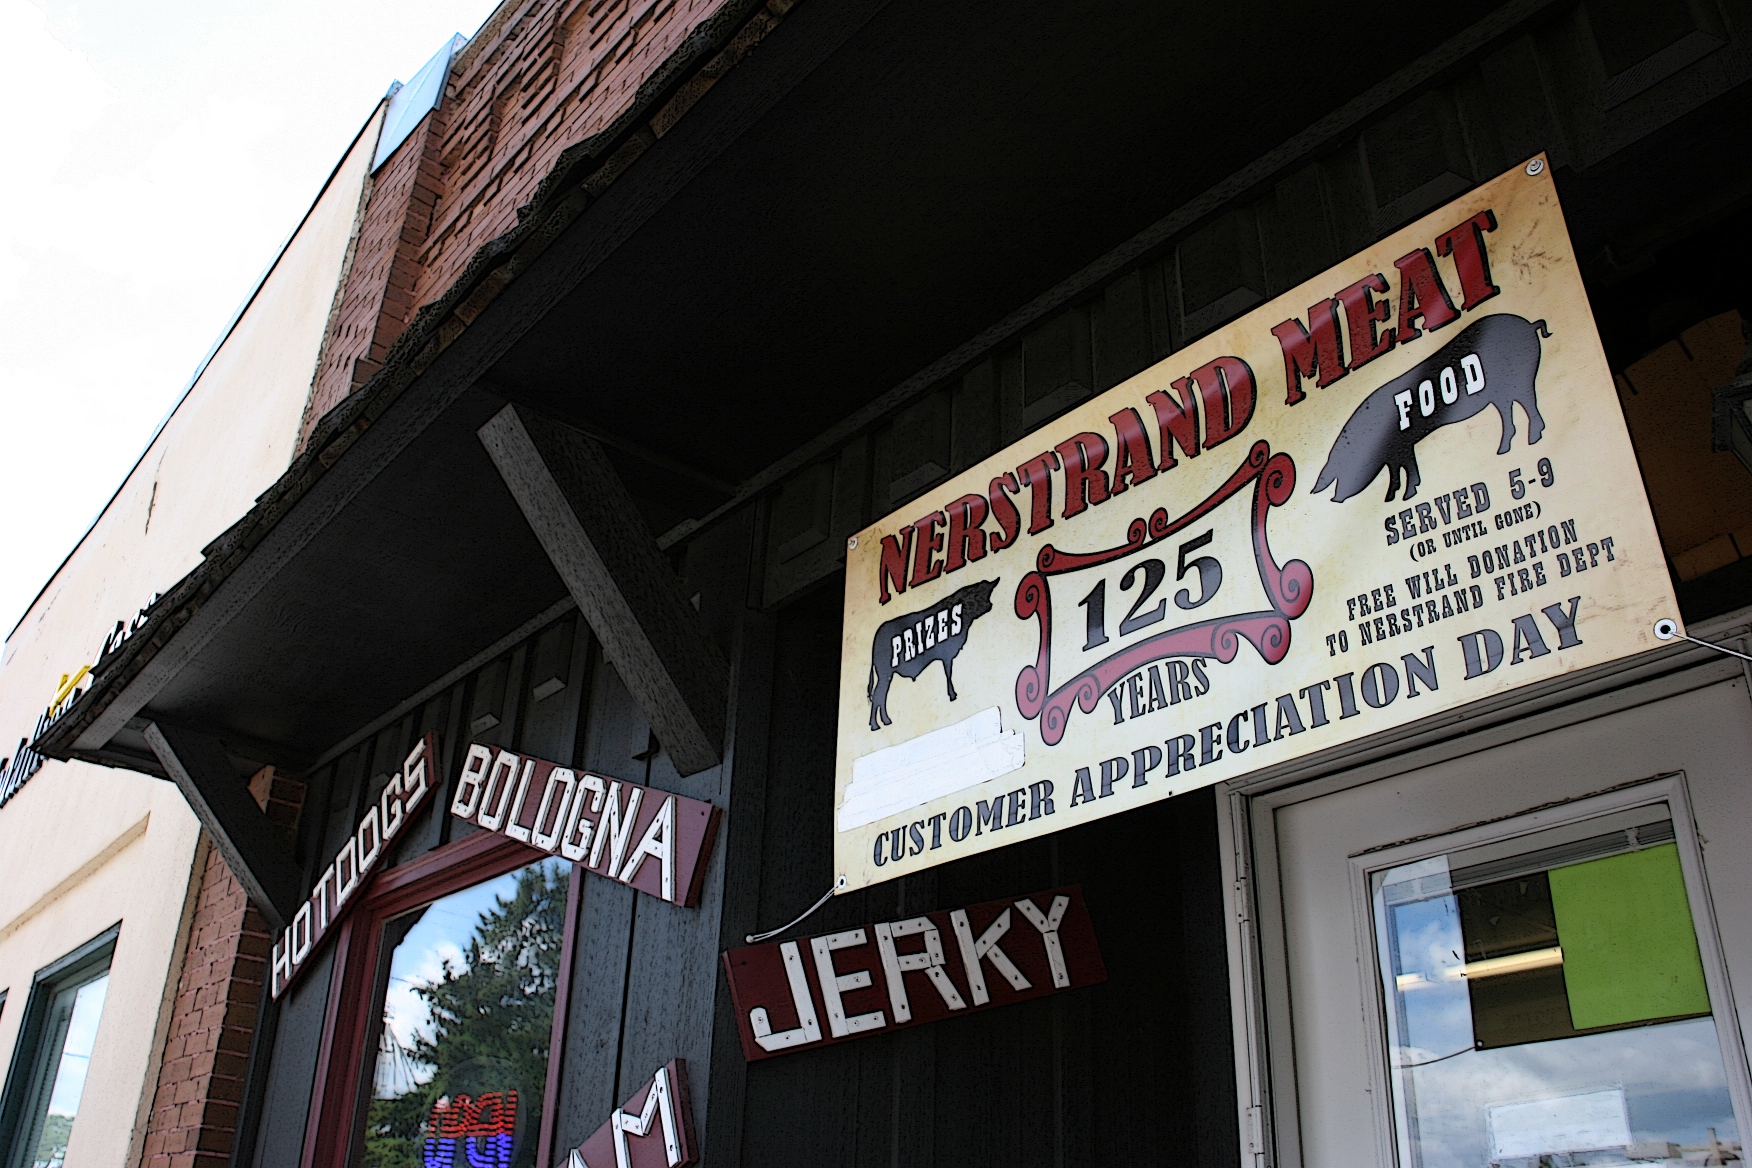 NERSTRAND MEAT
PRIZES
125
YEARS
FOOD
SERVED 5-9
(OR UNTIL GONE)
FREE WILL DONATION
TO NERSTRAND FIRE DEPT
CUSTOMER APPRECIATION DAY
HOTDOGS
BOLOGNA
JERKY